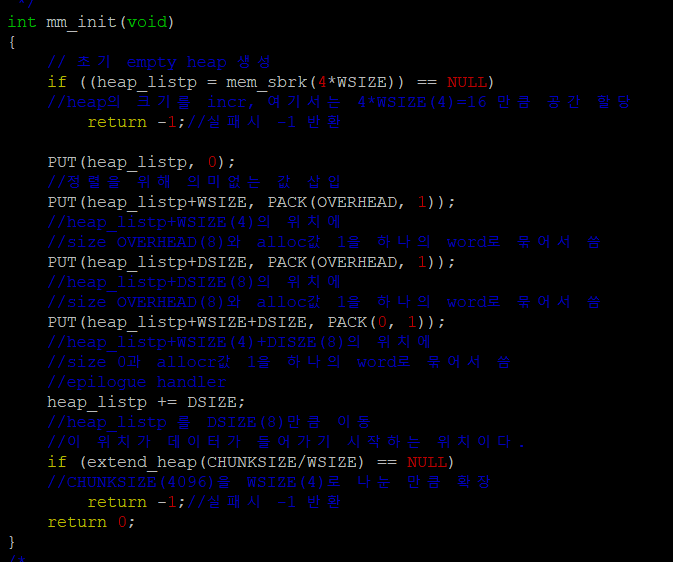 */
int mm_init(void)
{
// 초기 empty heap 생성
if ((heap_listp = mem_sbrk(4*WSIZE)) == NULL)
//heap의 크기를 incr, 여기서는 4*WSIZE(4)=16만큼 공간 할당
return -1;//실패시 -1 반환
PUT(heap_listp, 0);
//정렬을 위해 의미없는 값 삽입
PUT(heap_listp+WSIZE, PACK(OVERHEAD, 1));
//heap_listp+WSIZE(4)의 위치에
//size OVERHEAD(8)와 alloc값 1을 하나의 word로 묶어서 씀
PUT(heap_listp+DSIZE, PACK(OVERHEAD, 1));
//heap_listp+DSIZE(8)의 위치에
//size OVERHEAD(8)와 alloc값 1을 하나의 word로 묶어서 씀
PUT(heap_listp+WSIZE+DSIZE, PACK(0, 1));
//heap_listp+WSIZE(4)+DISZE(8)의 위치에
//size 0과 allocr값 1을 하나의 word로 묶어서 씀
//epilogue handler
heap_listp += DSIZE;
//heap_listp 를 DSIZE(8)만큼 이동
//이 위치가 데이터가 들어가기 시작하는 위치이다.
if (extend_heap(CHUNKSIZE/WSIZE) == NULL)
//CHUNKSIZE(4096)을 WSIZE(4)로 나눈 만큼 확장
return -1;//실패시 -1 반환
return 0;
}
/*